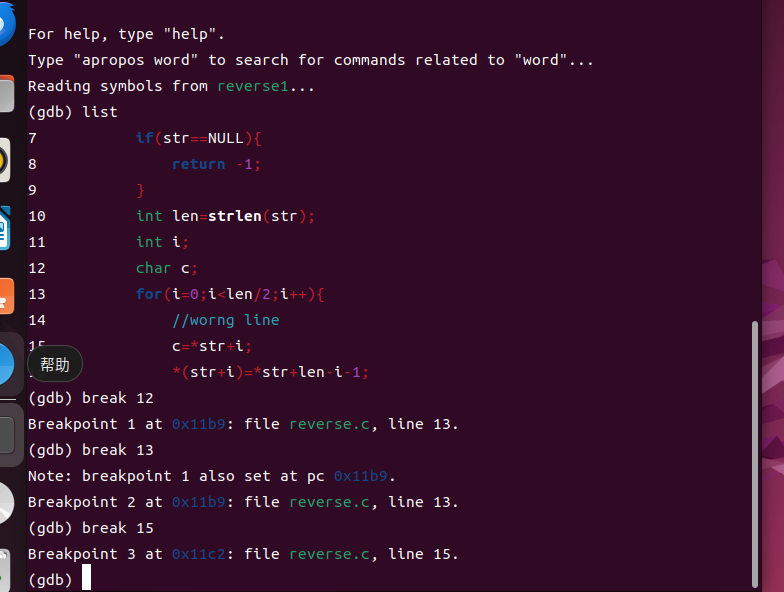 For help, type "help".
Type "apropos word" to search for commands related to "word"...
Reading symbols from reverse1...
(gdb) list
7           if(str==NULL){
8               return -1;
9           }
10          int len=strlen(str);
11          int i;
12          char c;
13          for(i=0;i<len/2;i++){
14              //worng line
15              c=*str+i;
帮助
*(str+i)=*str+len-i-1;
(gdb) break 12
Breakpoint 1 at 0x11b9: file reverse.c, line 13.
(gdb) break 13
Note: breakpoint 1 also set at pc 0x11b9.
Breakpoint 2 at 0x11b9: file reverse.c, line 13.
(gdb) break 15
Breakpoint 3 at 0x11c2: file reverse.c, line 15.
(gdb)